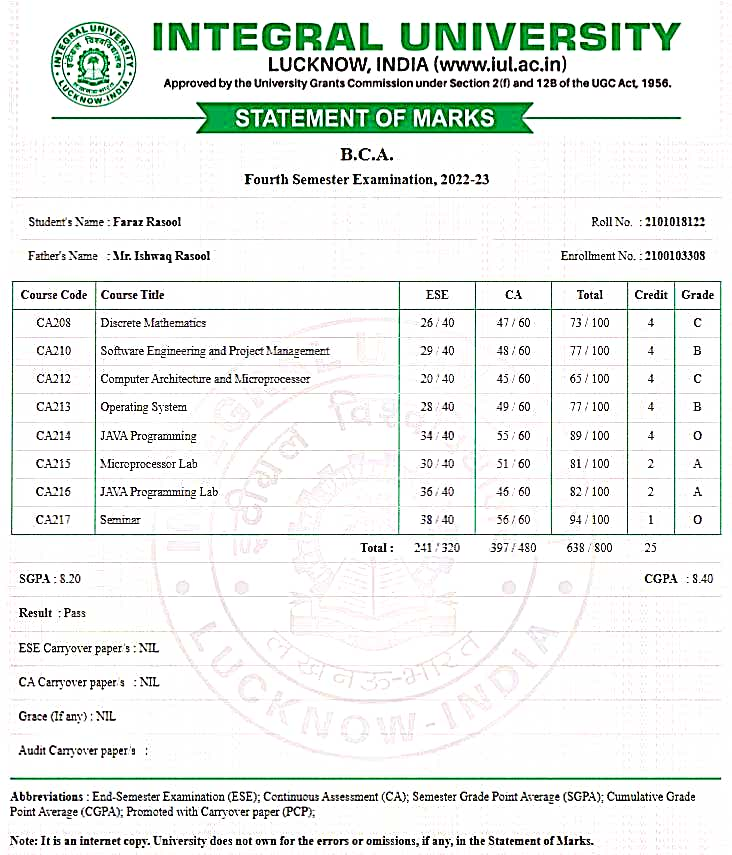 INTEGRAL UNIVERSITY
LUCKNOW, INDIA (www.iul.ac.in)
Approved by the University Grants Commission under Section 2(f) and 12B of the UGC Act, 1956.
STATEMENT OF MARKS
B.C.A.
Fourth Semester Examination, 2022-23
Student's Name : Faraz Rasool Roll No. : 2101018122
Father's Name : Mr. Ishwaq Rasool Enrollment No. : 2100103308
Course Code Course Title ESE CA Total Credit Grade
CA208 Discrete Mathematics 26 / 40 47 / 60 73 / 100 4 C
CA210 Software Engineering and Project Management 29 / 40 48 / 60 77 / 100 4 B
CA212 Computer Architecture and Microprocessor 20 / 40 45 / 60 65 / 100 4 C
CA213 Operating System 28 / 40 49 / 60 77 / 100 4 B
CA214 JAVA Programming 34 / 40 55 / 60 89 / 100 4 O
CA215 Microprocessor Lab 30 / 40 51 / 60 81 / 100 2 A
CA216 JAVA Programming Lab 36 / 40 46 / 60 82 / 100 2 A
CA217 Seminar 38 / 40 56 / 60 94 / 100 1 O
Total : 241 / 320 397 / 480 638 / 800 25
SGPA : 8.20 CGPA : 8.40
Result : Pass
ESE Carryover paper's : NIL
CA Carryover paper's : NIL
Grace (If any) : NIL
Audit Carryover paper's :
Abbreviations : End-Semester Examination (ESE); Continuous Assessment (CA); Semester Grade Point Average (SGPA); Cumulative Grade
Point Average (CGPA); Promoted with Carryover paper (PCP);
Note: It is an internet copy. University does not own for the errors or omissions, if any, in the Statement of Marks.
INTEGRAL UNIVERSITY
LUCKNOW-INDIA
लखनऊ-भारत
LUCKNOW-INDIA